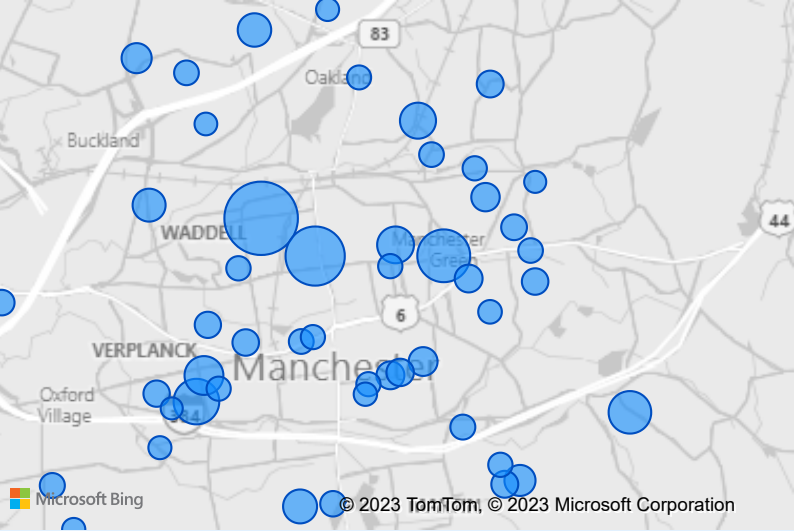 83
Oakland
Buckland
44
WADDELL
Manchester
Green
6
VERPLANCK
Manchester
Oxford
Village
384
Microsoft Bing
© 2023 TomTom, © 2023 Microsoft Corporation